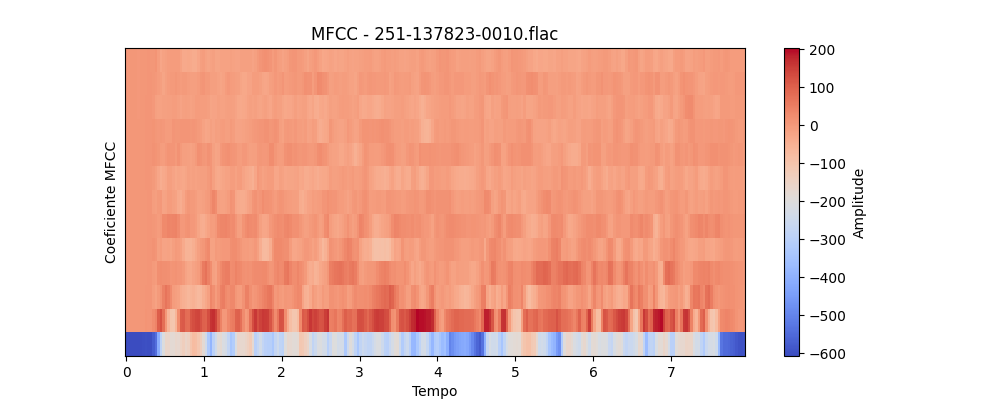 MFCC - 251-137823-0010.flac
Coeficiente MFCC
0 1 2 3 4 5 6 7
Tempo
200
100
0
−100
−200
−300
−400
−500
−600
Amplitude